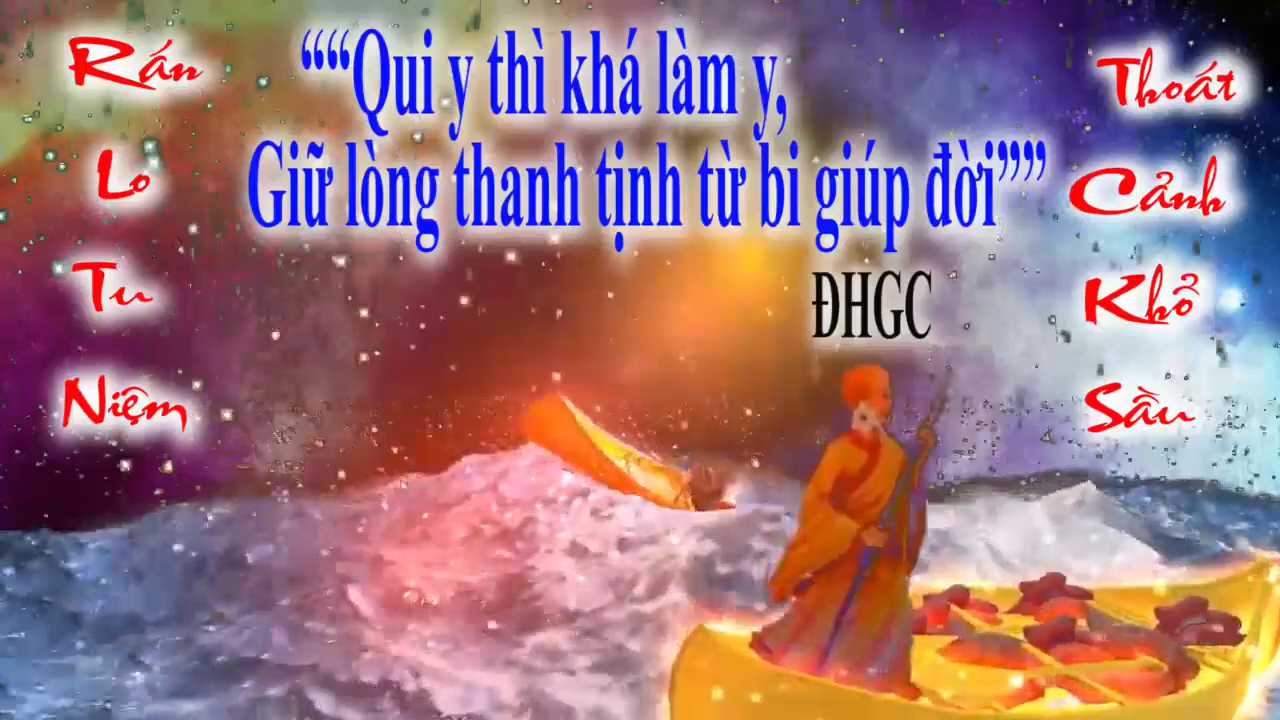 ““Qui y thì khá làm y,
Giữ lòng thanh tịnh từ bi giúp đời””
ĐHGC
Rán
Lo
Tu
Niệm
Thoát
Cảnh
Khổ
Sầu